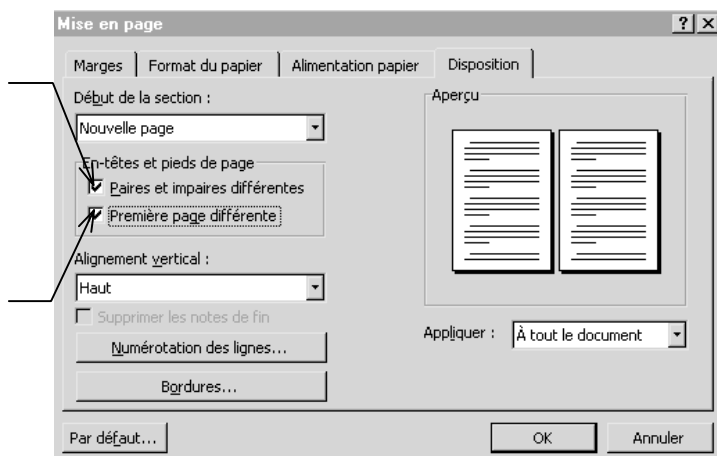 Mise en page
Marges Format du papier Alimentation papier Disposition
Début de la section :
Nouvelle page
En-têtes et pieds de page
Paires et impaires différentes
Première page différente
Alignement vertical :
Haut
Supprimer les notes de fin
Numérotation des lignes...
Bordures...
Aperçu
Appliquer : À tout le document
Par défaut... OK Annuler